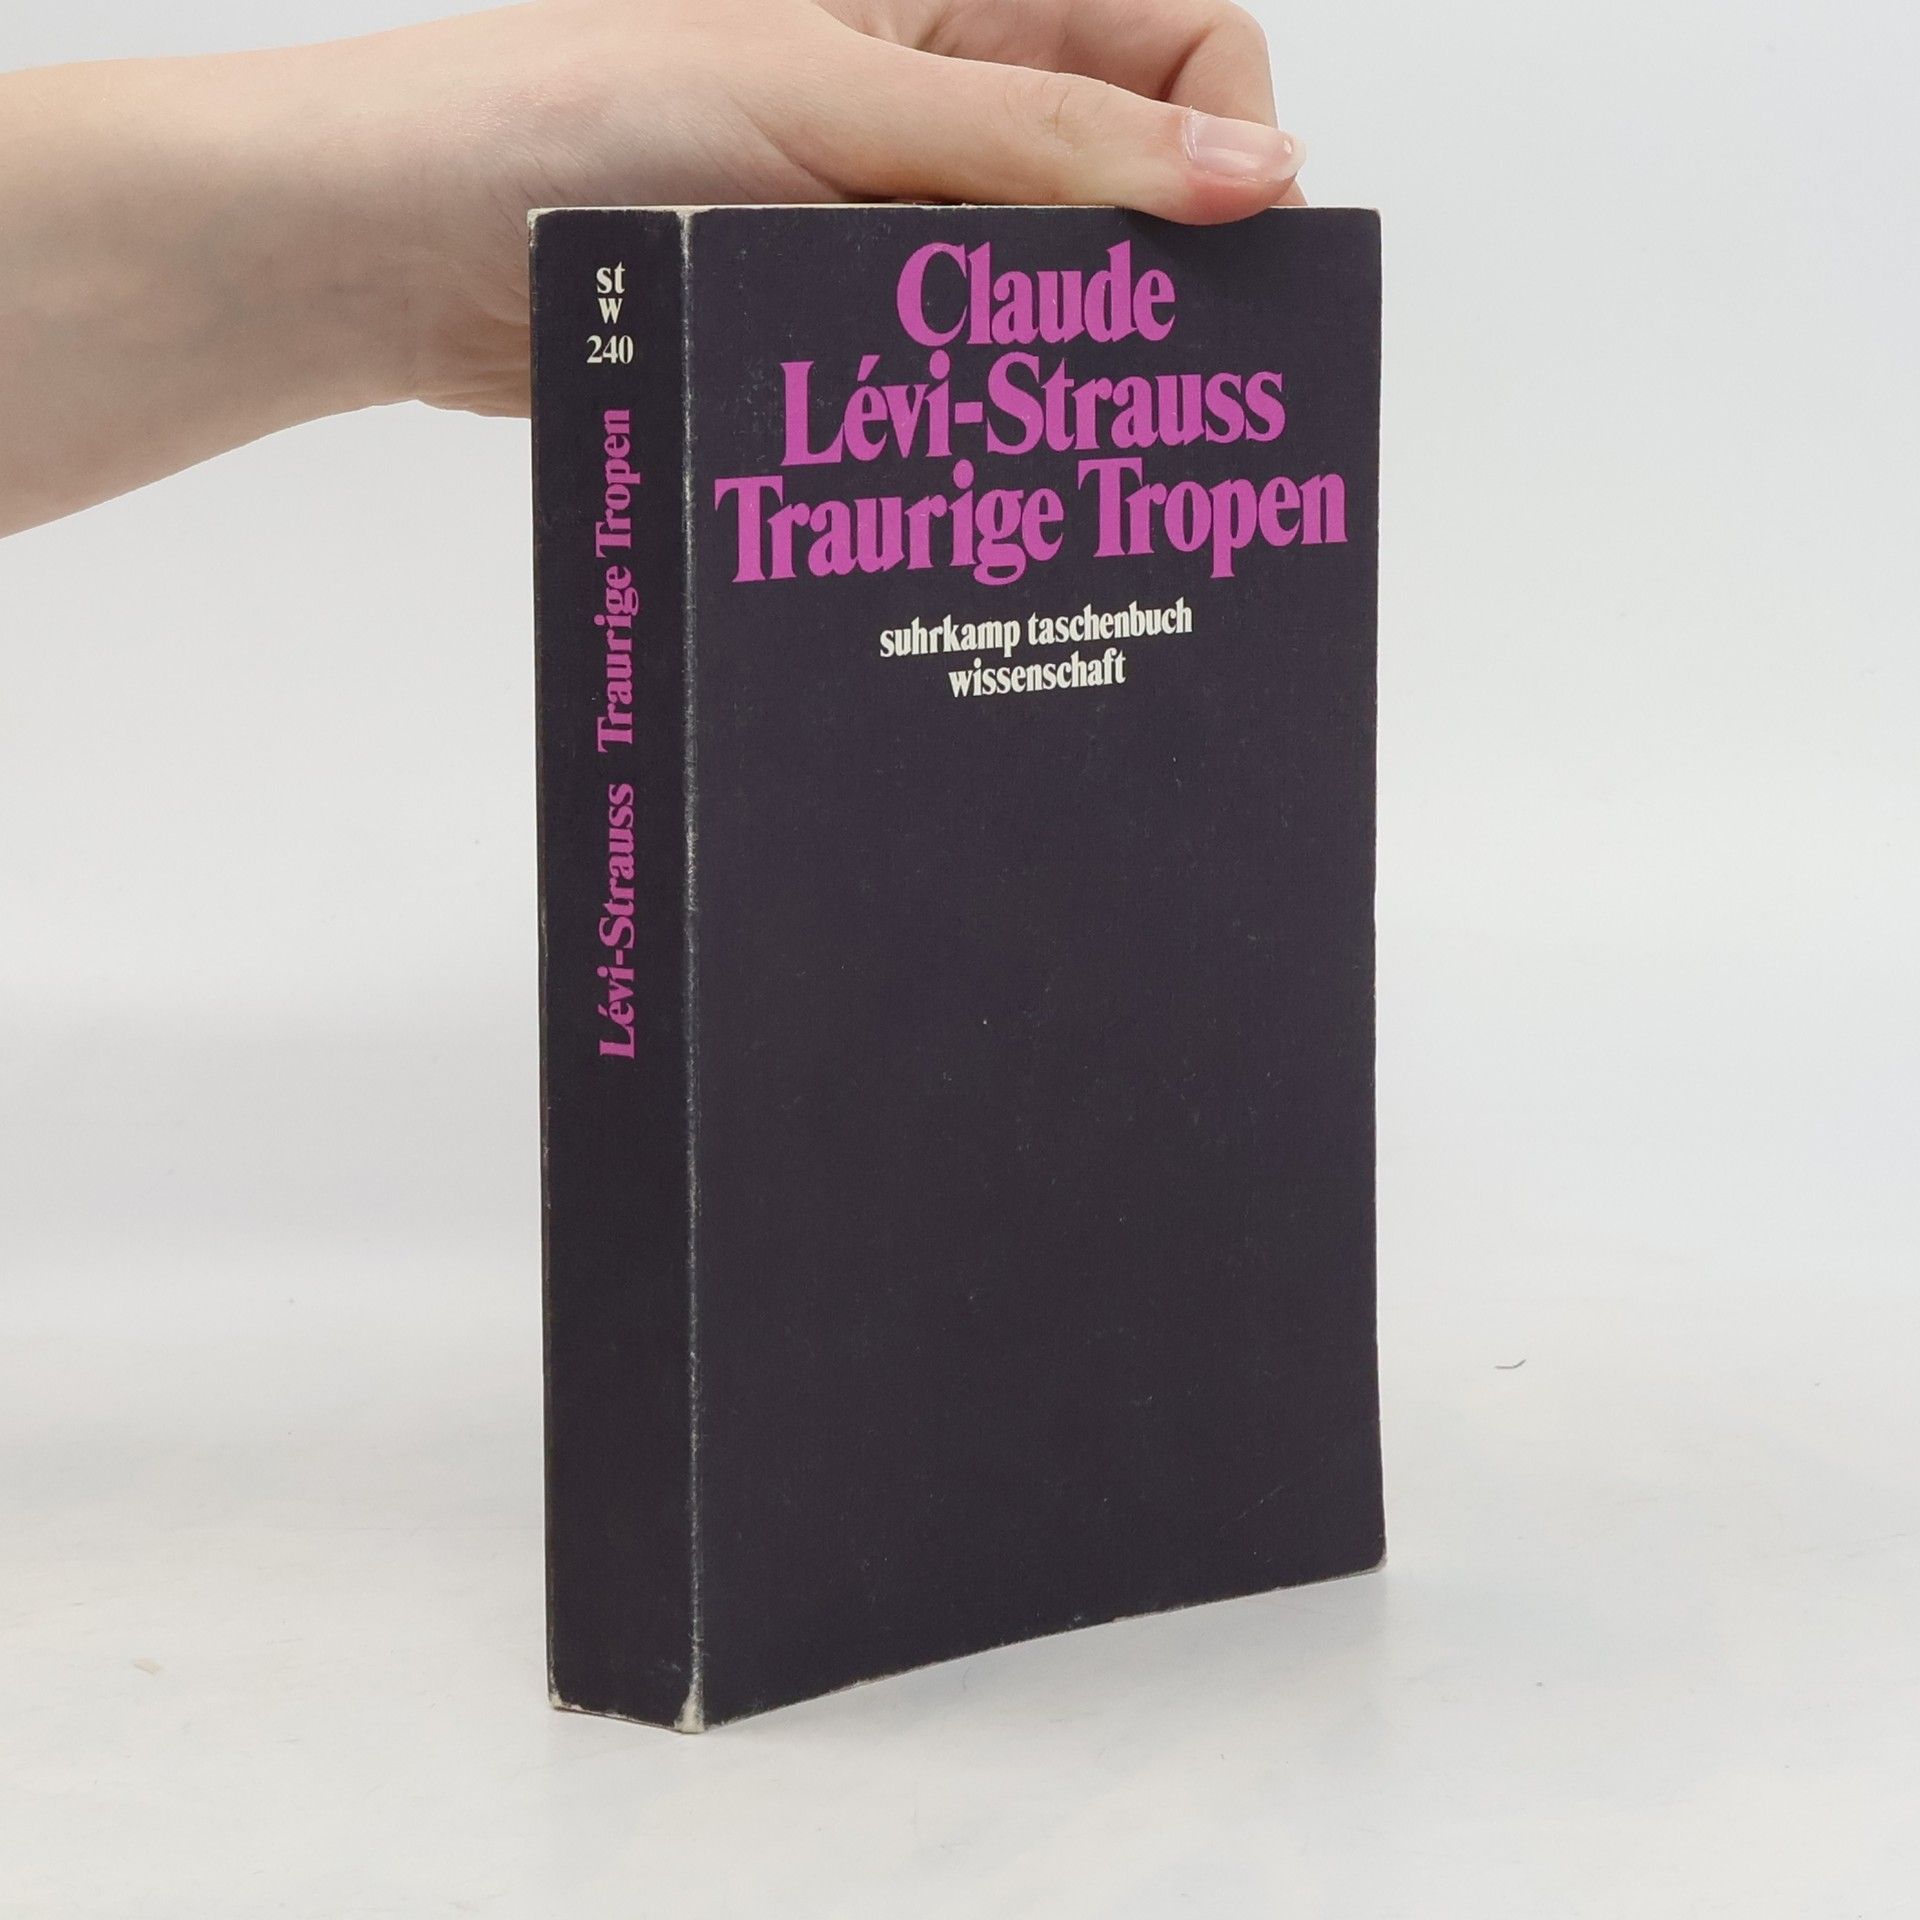 st
w
240
Lévi-Strauss Traurige Tropen
Claude
Lévi-Strauss
Traurige Tropen
suhrkamp taschenbuch
wissenschaft